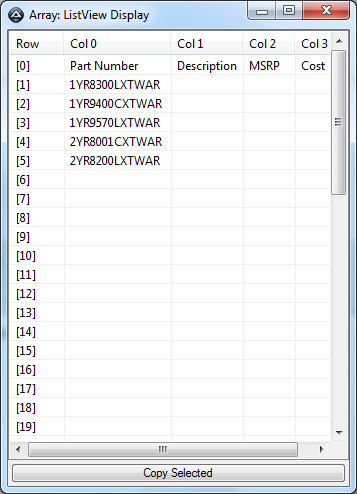 Array: ListView Display
Row Col 0 Col 1 Col 2 Col 3
[0] Part Number Description MSRP Cost
[1] 1YR8300LXTWAR
[2] 1YR9400CXTWAR
[3] 1YR9570LXTWAR
[4] 2YR8001CXTWAR
[5] 2YR8200LXTWAR
[6]
[7]
[8]
[9]
[10]
[11]
[12]
[13]
[14]
[15]
[16]
[17]
[18]
[19]
Copy Selected